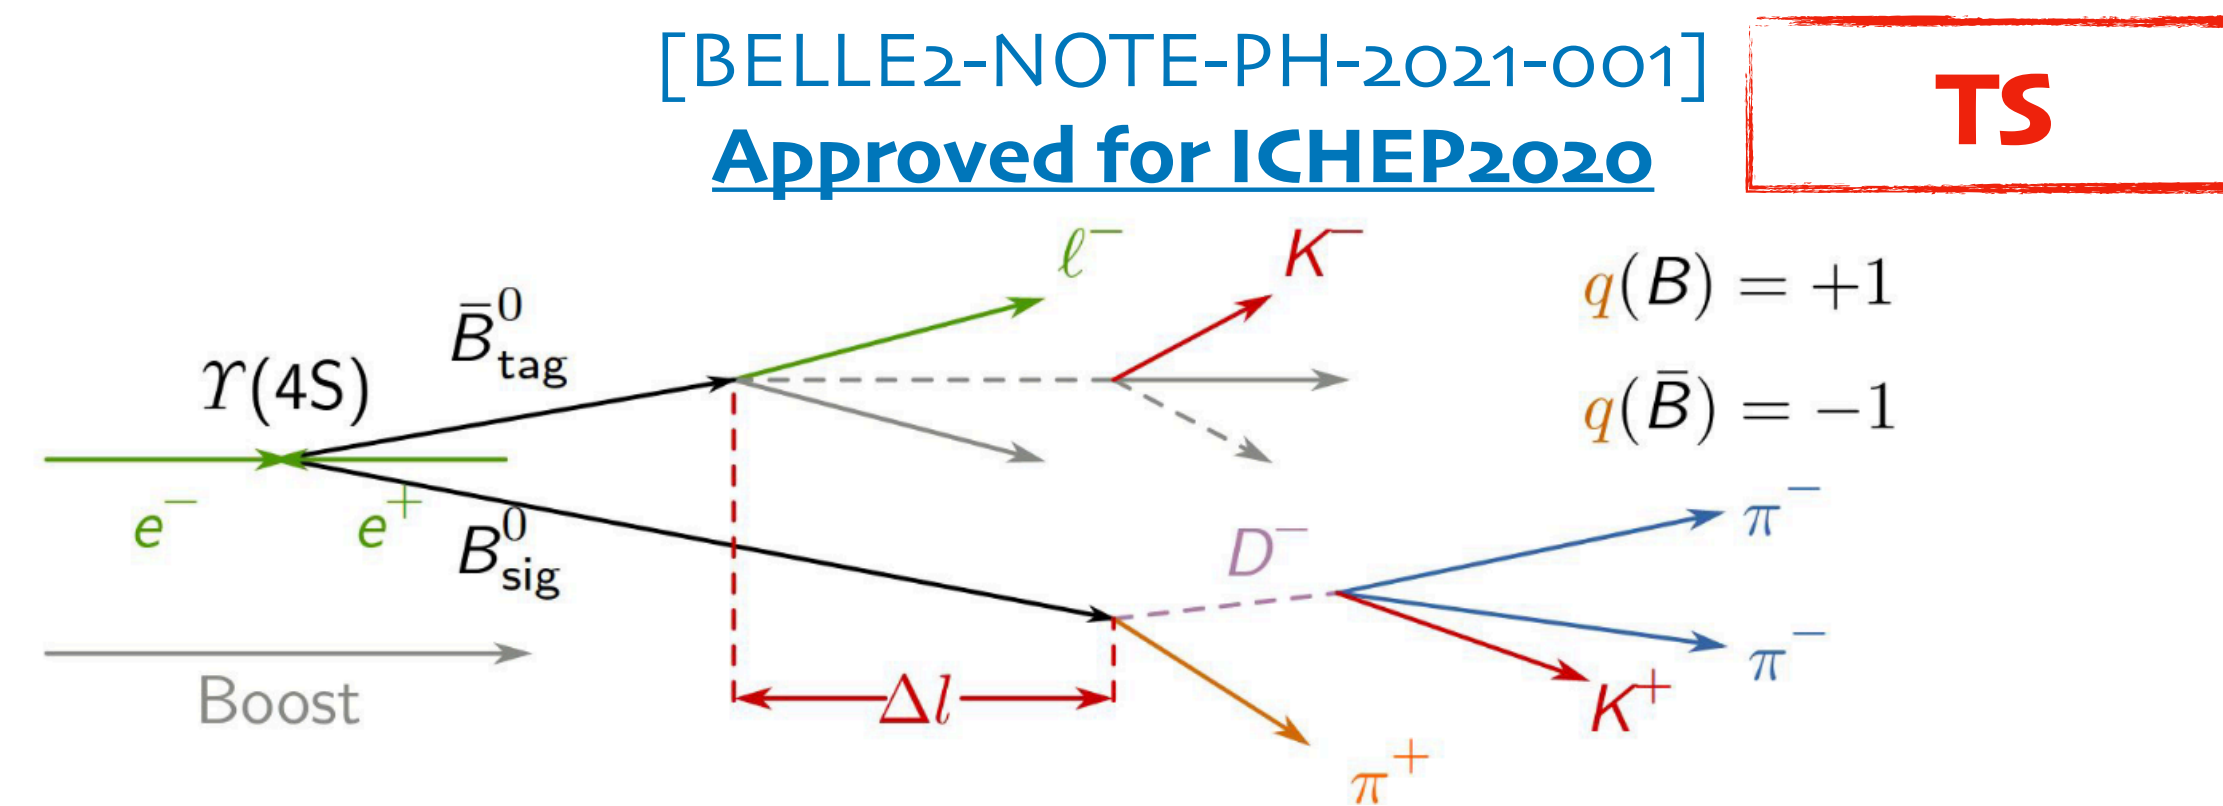 [BELLE2-NOTE-PH-2021-001]
Approved for ICHEP2020
TS
ℓ⁻
K⁻
q(B) = +1
B̄⁰tag
ϒ(4S)
q(B̄) = −1
e⁻
e⁺
B⁰sig
π⁻
D⁻
π⁻
Boost
Δl
K⁺
π⁺